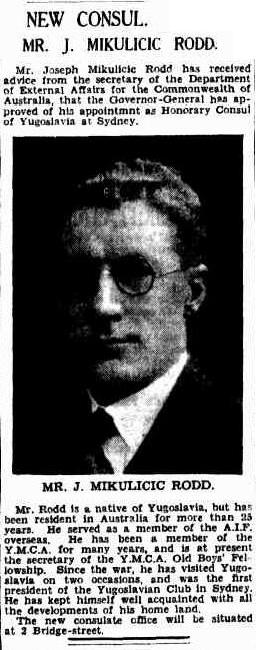 NEW CONSUL.
MR. J. MIKULICIC RODD.
Mr. Joseph Mikulicic Rodd has received
advice from the secretary of the Department
of External Affairs for the Commonwealth of
Australia, that the Governor-General has ap-
proved of his appointmnt as Honorary Consul
of Yugoslavia at Sydney.
MR. J. MIKULICIC RODD.
Mr. Rodd is a native of Yugoslavia, but has
been resident in Australia for more than 25
years. He served as a member of the A.I.F.
overseas. He has been a member of the
Y.M.C.A. for many years, and is at present
the secretary of the Y.M.C.A. Old Boys' Fel-
lowship. Since the war, he has visited Yugo-
slavia on two occasions, and was the first
president of the Yugoslavian Club in Sydney.
He has kept himself well acquainted with all
the developments of his home land.
The new consulate office will be situated
at 2 Bridge-street.